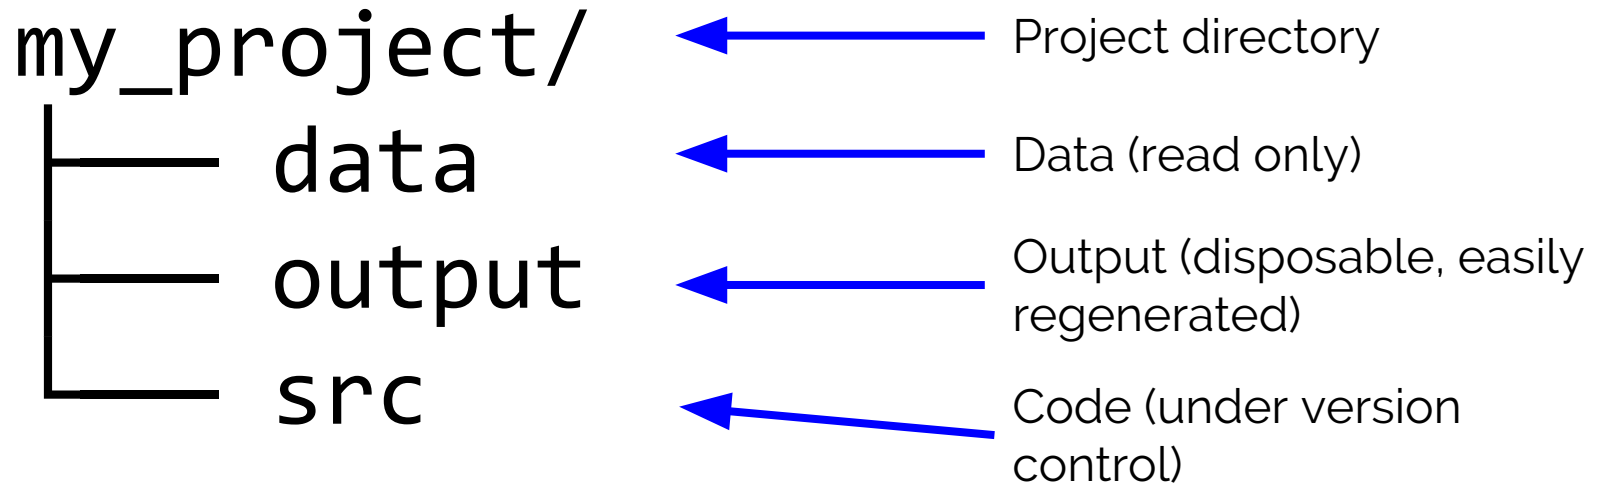 my_project/
Project directory
data
Data (read only)
output
Output (disposable, easily
regenerated)
src
Code (under version
control)